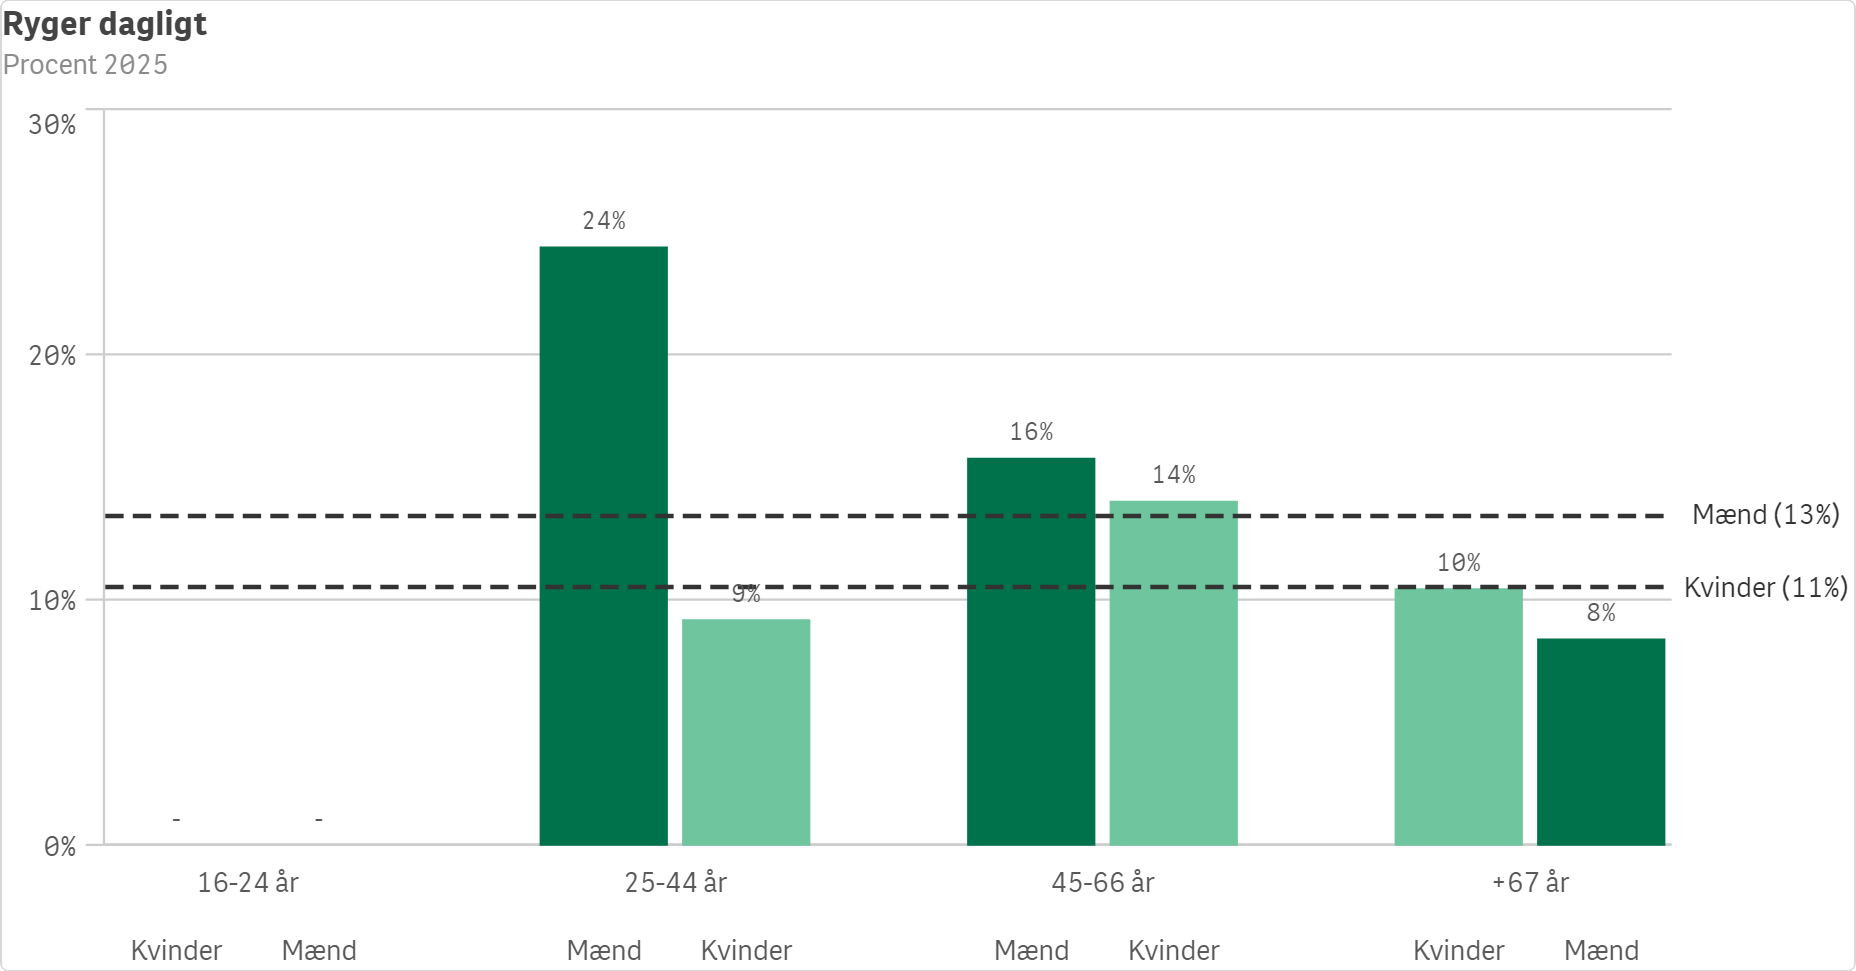 Ryger dagligt
Procent 2025
30%
24%
20%
16%
14%
Mænd (13%)
10%
Kvinder (11%)
9%
10%
8%
-
-
0%
16-24 år
25-44 år
45-66 år
+67 år
Kvinder
Mænd
Mænd
Kvinder
Mænd
Kvinder
Kvinder
Mænd